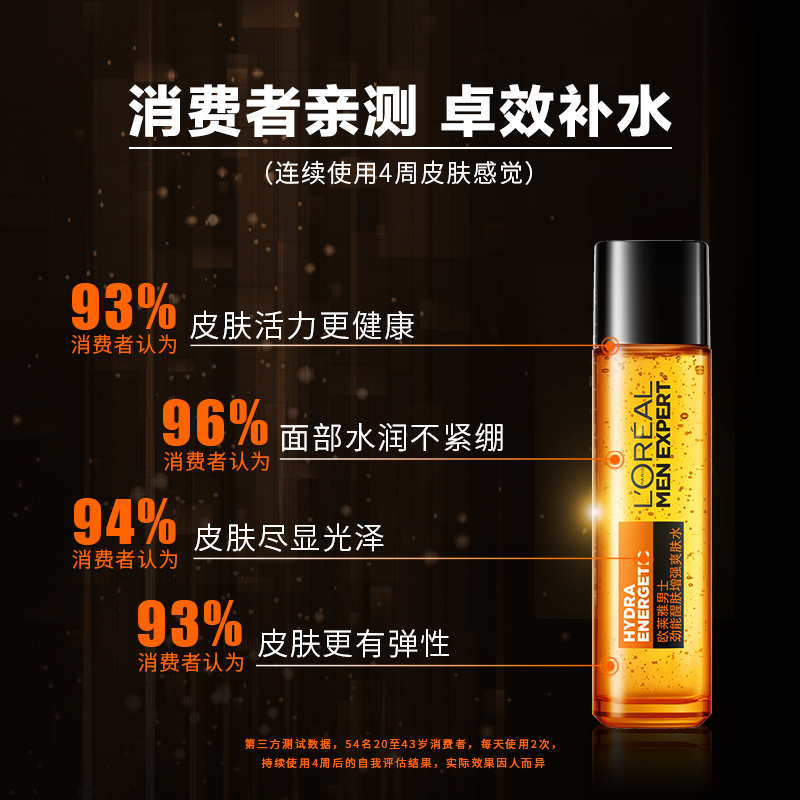 消费者亲测 卓效补水
（连续使用4周皮肤感觉）
93%
消费者认为
皮肤活力更健康
96%
消费者认为
面部水润不紧绷
94%
消费者认为
皮肤尽显光泽
93%
消费者认为
皮肤更有弹性
L'ORÉAL
MEN EXPERT
HYDRA
ENERGETIC
欧莱雅男士
劲能醒肤增强爽肤水
第三方测试数据，54名20至43岁消费者，每天使用2次，
持续使用4周后的自我评估结果，实际效果因人而异